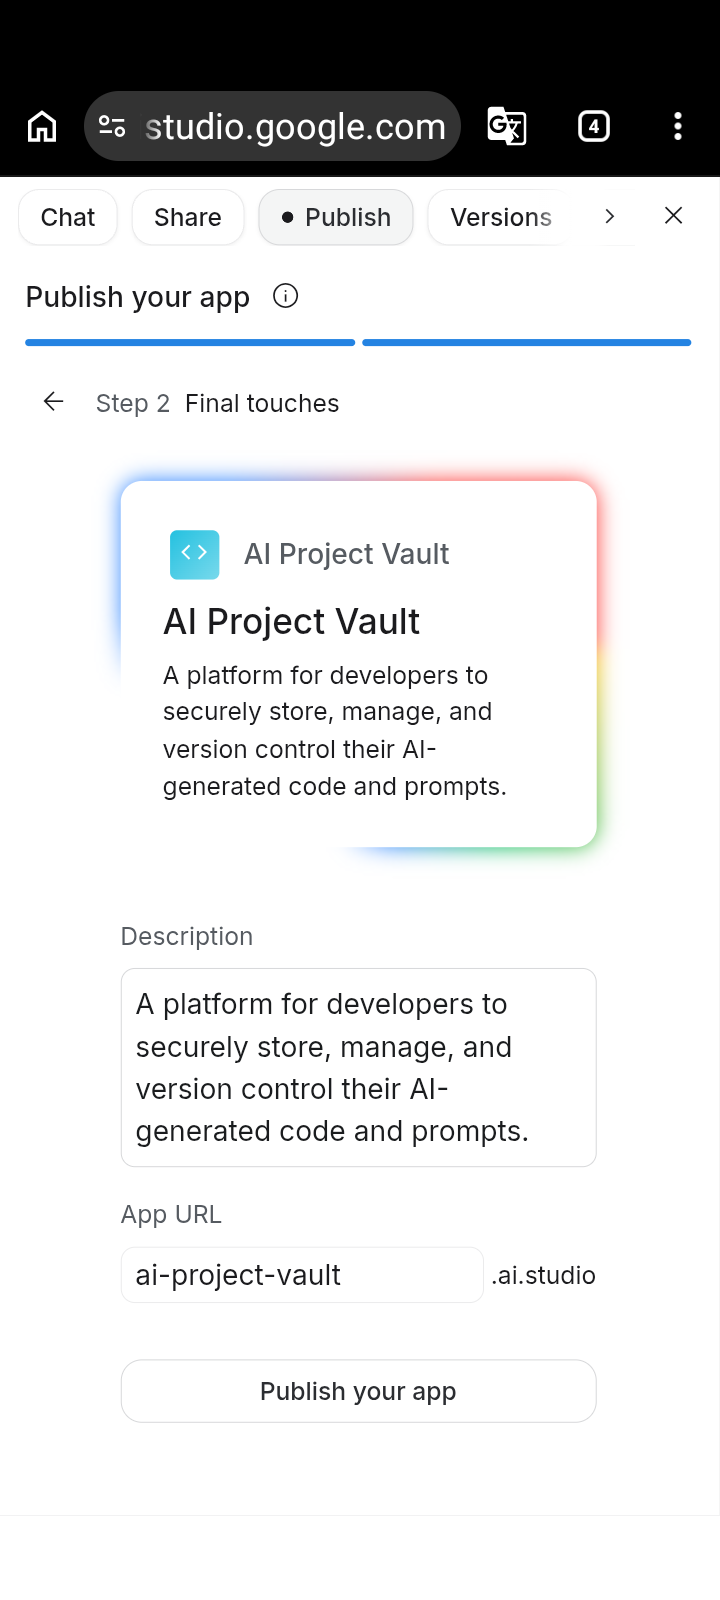 studio.google.com
4
Chat
Share
Publish
Versions
Publish your app
Step 2 Final touches
AI Project Vault
AI Project Vault
A platform for developers to
securely store, manage, and
version control their AI-
generated code and prompts.
Description
A platform for developers to
securely store, manage, and
version control their AI-
generated code and prompts.
App URL
ai-project-vault .ai.studio
Publish your app